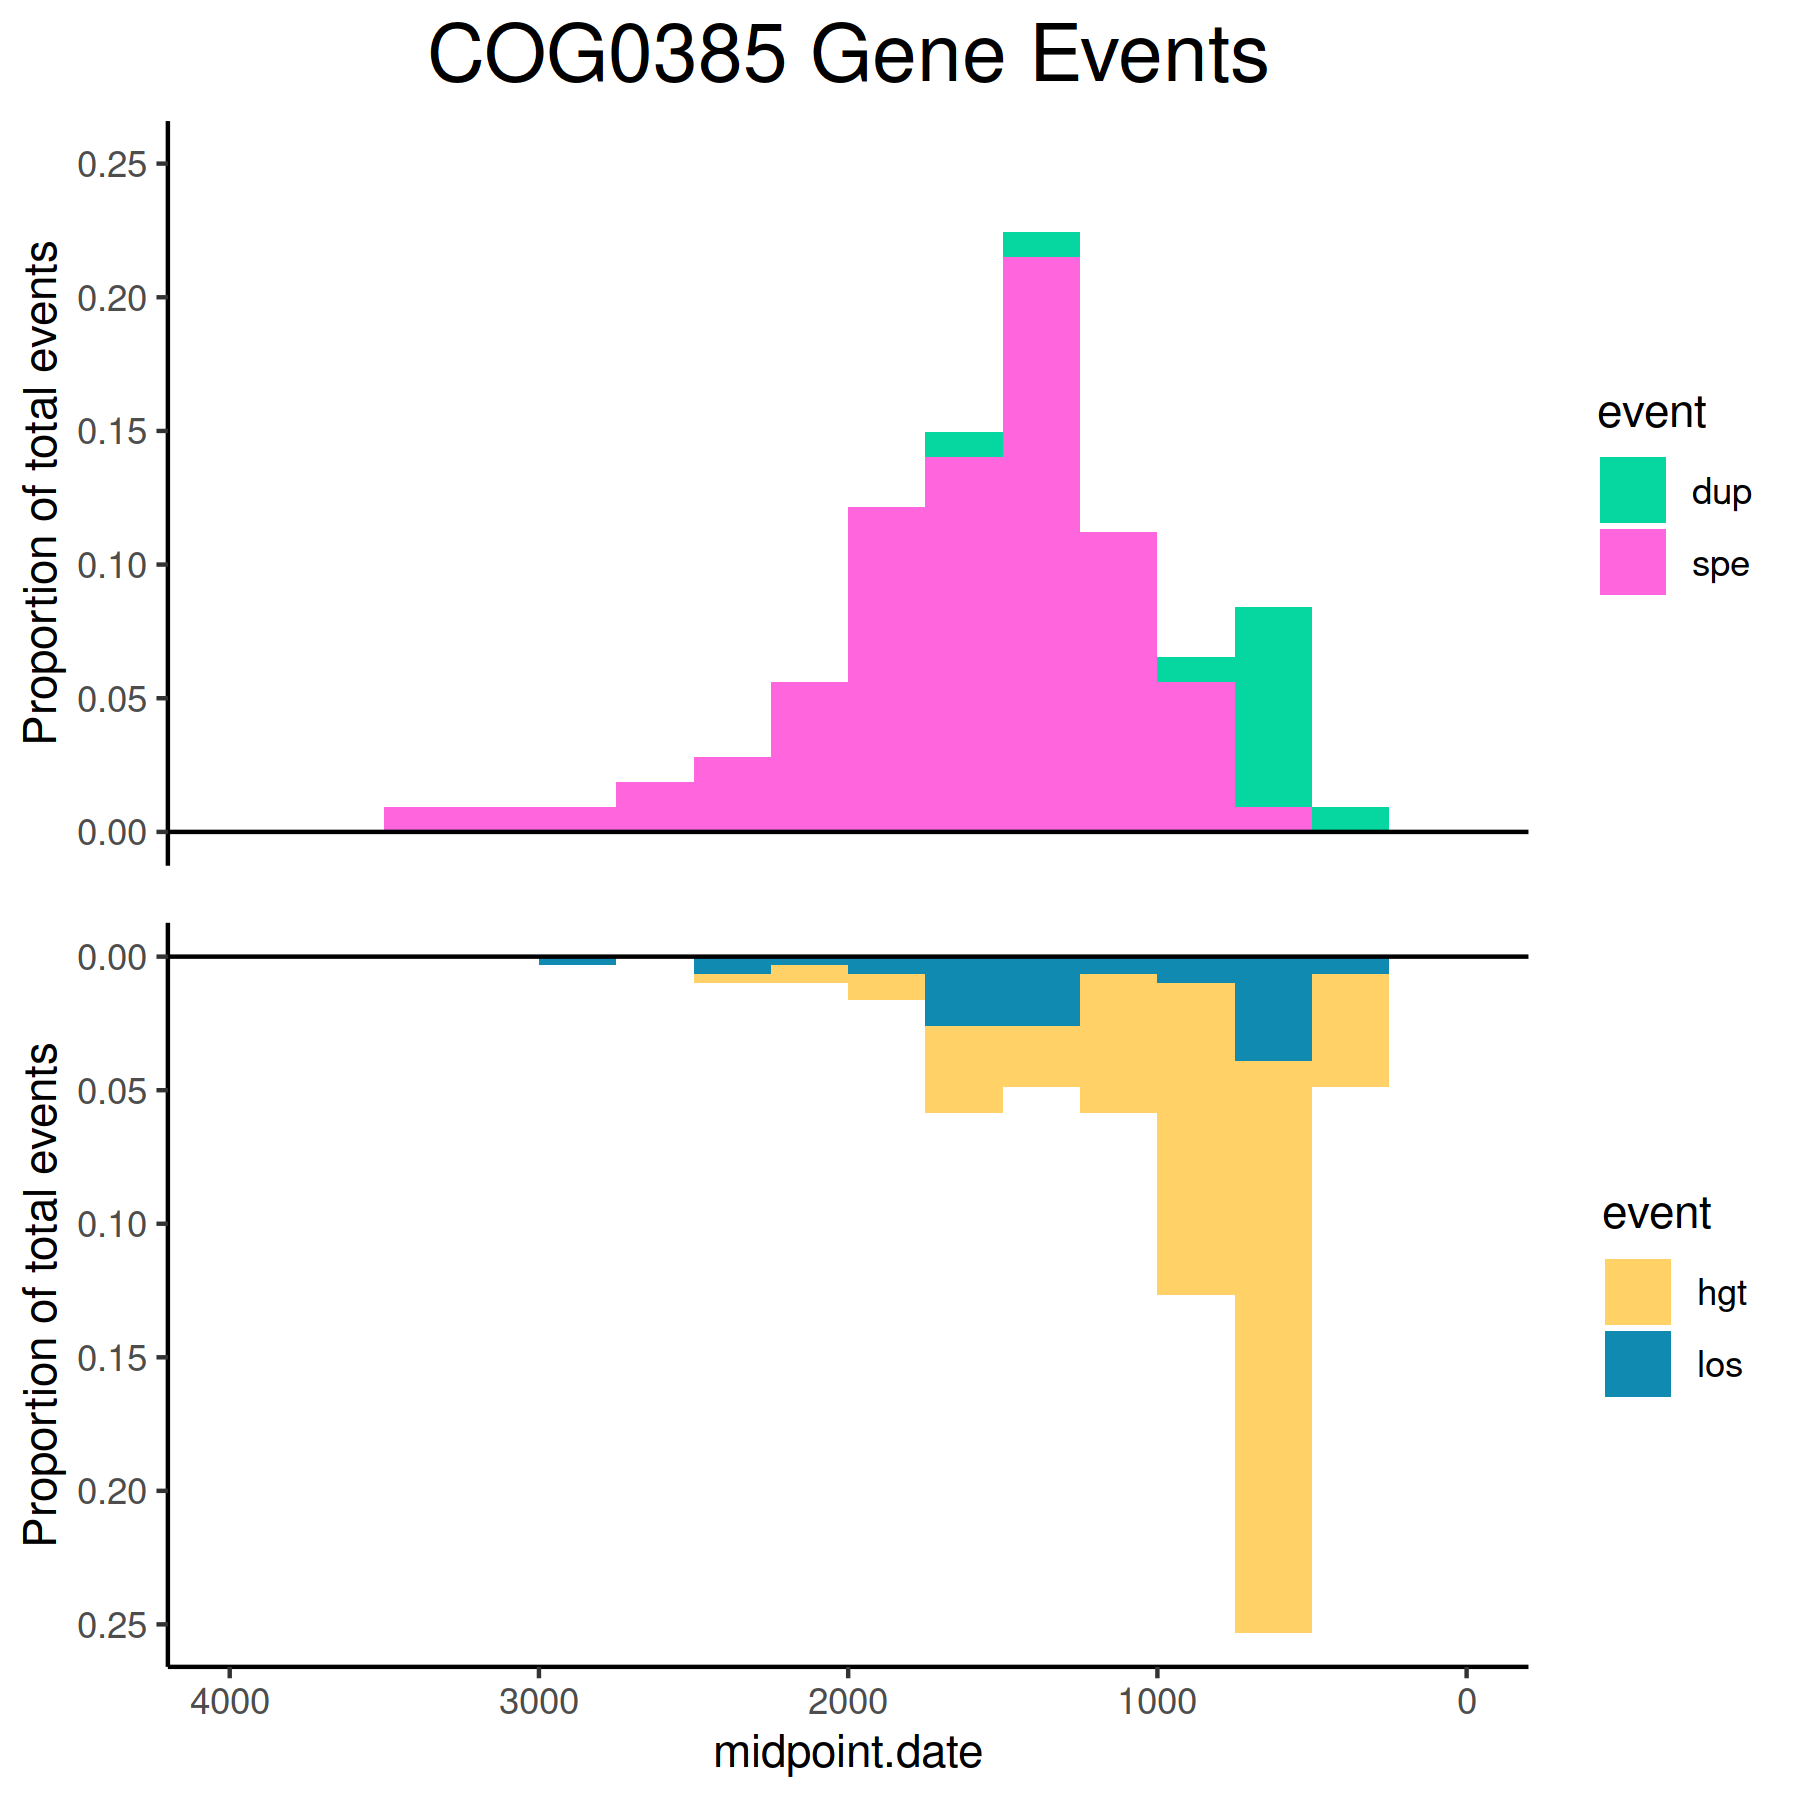 COG0385 Gene Events
Proportion of total events
0.25
0.20
0.15
0.10
0.05
0.00
event
dup
spe
Proportion of total events
0.00
0.05
0.10
0.15
0.20
0.25
event
hgt
los
4000 3000 2000 1000 0
midpoint.date